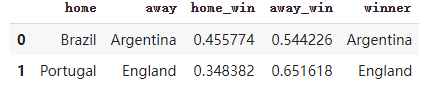 home away home_win away_win winner
0 Brazil Argentina 0.455774 0.544226 Argentina
1 Portugal England 0.348382 0.651618 England